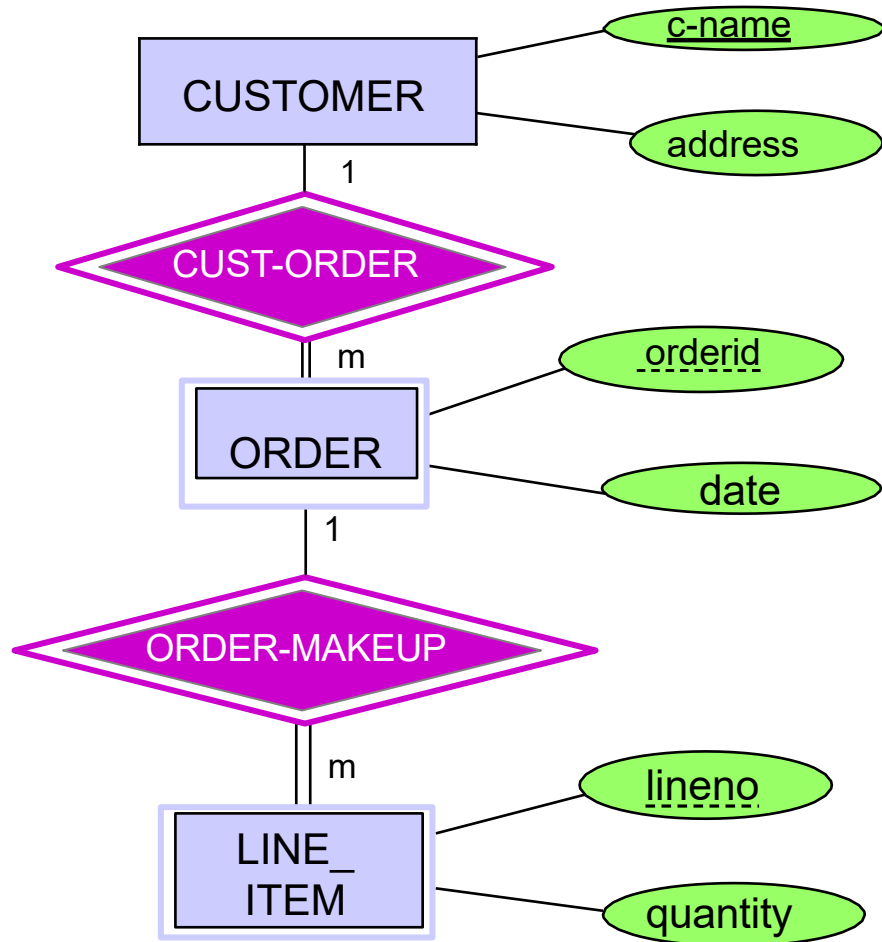 c-name
CUSTOMER
address
1
CUST-ORDER
m
orderid
ORDER
date
1
ORDER-MAKEUP
m
lineno
LINE_
ITEM
quantity